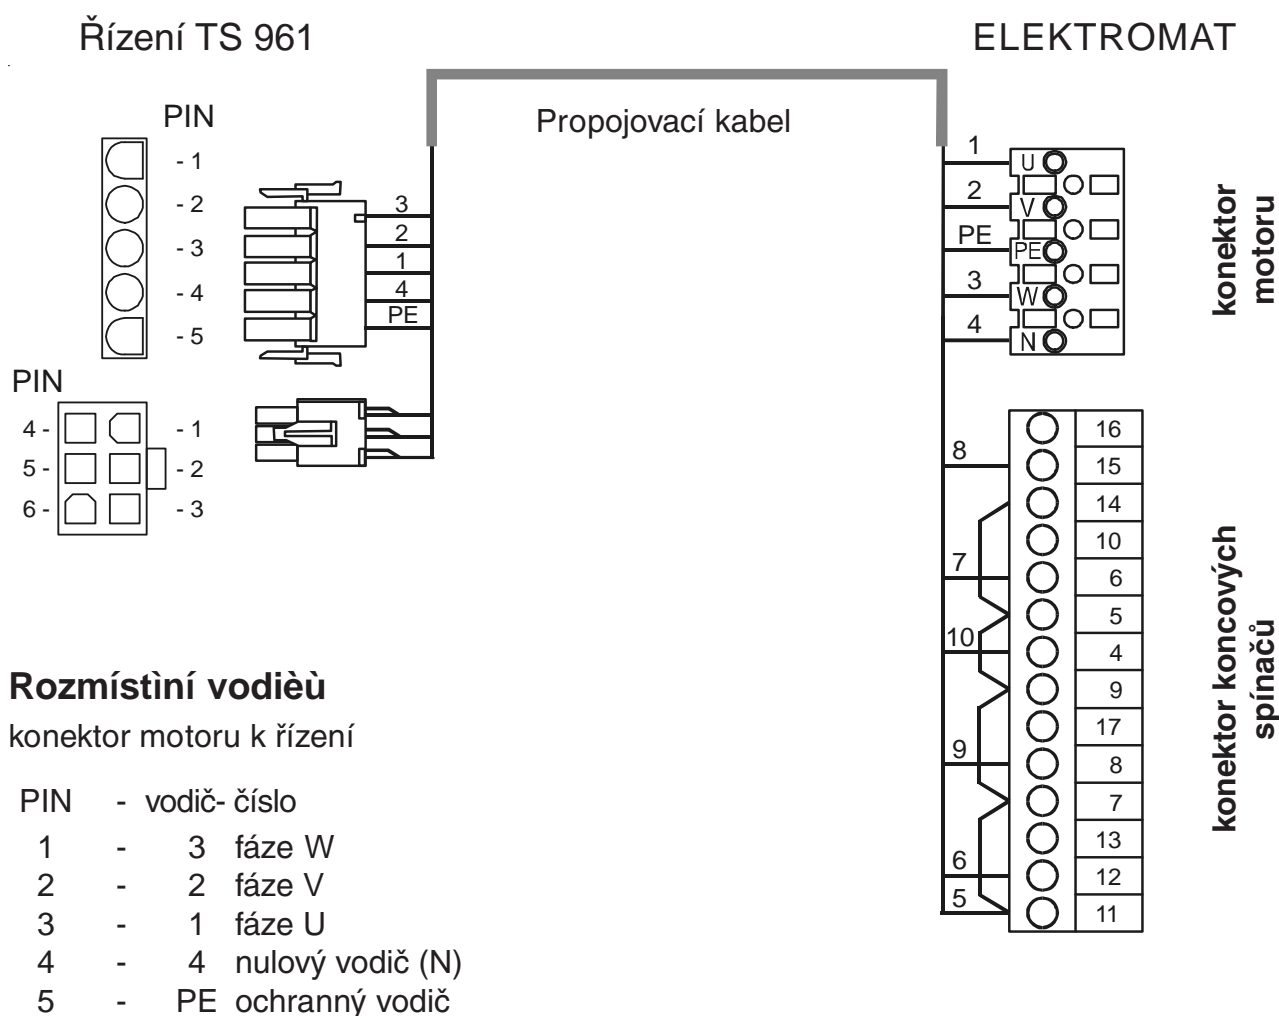 Řízení TS 961
ELEKTROMAT
Propojovací kabel
PIN
- 1
- 2
- 3
- 4
- 5
3
2
1
4
PE
PIN
4 -
- 1
5 -
- 2
6 -
- 3
1
U
2
V
PE
PE
3
W
4
N
konektor
motoru
16
8
15
14
10
7
6
5
10
4
9
17
9
8
7
13
6
12
5
11
konektor koncových
spínačů
Rozmístìní vodièù
konektor motoru k řízení
PIN - vodič- číslo
1 - 3 fáze W
2 - 2 fáze V
3 - 1 fáze U
4 - 4 nulový vodič (N)
5 - PE ochranný vodič